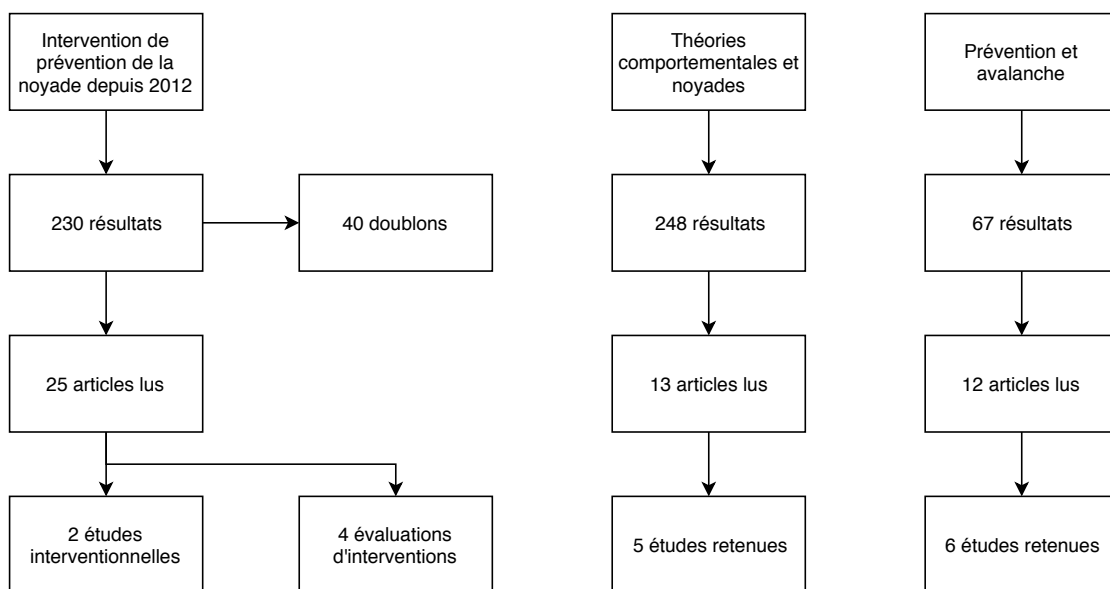 Intervention de
prévention de la
noyade depuis 2012
Théories
comportementales et
noyades
Prévention et
avalanche
230 résultats
40 doublons
248 résultats
67 résultats
25 articles lus
13 articles lus
12 articles lus
2 études
interventionnelles
4 évaluations
d'interventions
5 études retenues
6 études retenues